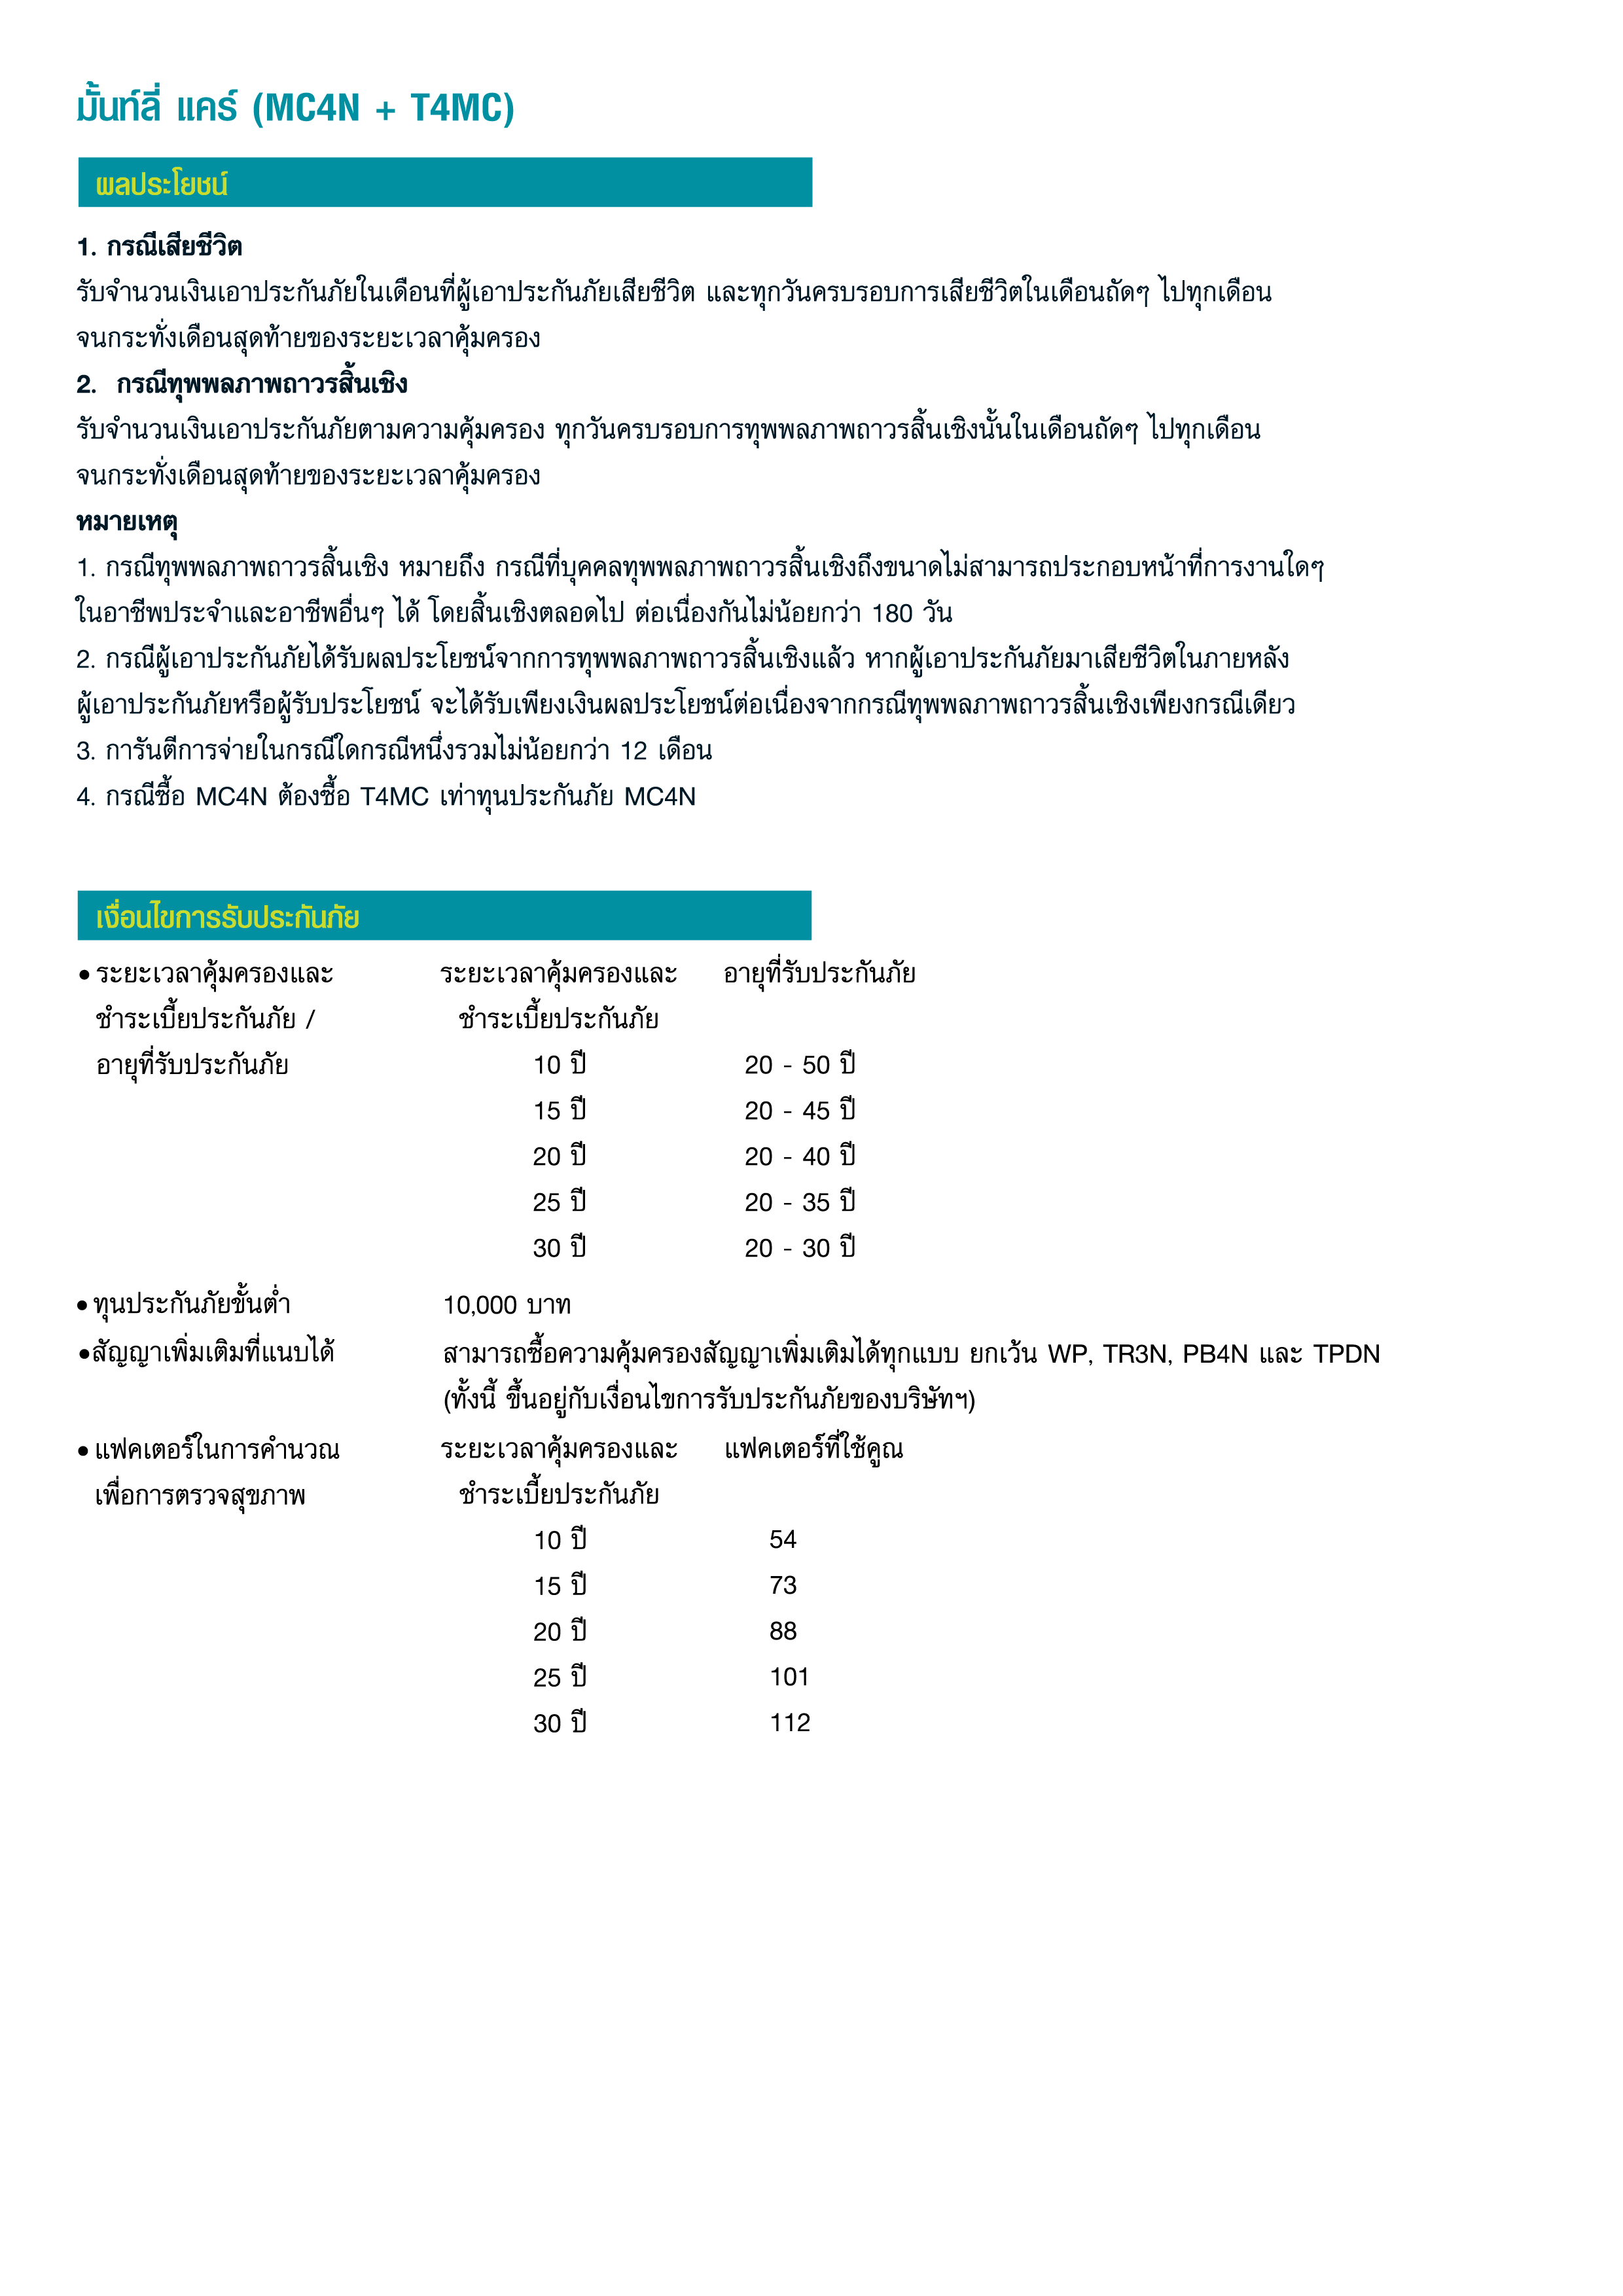 มั้นท์ลี่ แคร์ (MC4N + T4MC)
ผลประโยชน์
1. กรณีเสียชีวิต
รับจำนวนเงินเอาประกันภัยในเดือนที่ผู้เอาประกันภัยเสียชีวิต และทุกวันครบรอบการเสียชีวิตในเดือนถัดๆ ไปทุกเดือน
จนกระทั่งเดือนสุดท้ายของระยะเวลาคุ้มครอง
2. กรณีทุพพลภาพถาวรสิ้นเชิง
รับจำนวนเงินเอาประกันภัยตามความคุ้มครอง ทุกวันครบรอบการทุพพลภาพถาวรสิ้นเชิงนั้นในเดือนถัดๆ ไปทุกเดือน
จนกระทั่งเดือนสุดท้ายของระยะเวลาคุ้มครอง
หมายเหตุ
1. กรณีทุพพลภาพถาวรสิ้นเชิง หมายถึง กรณีที่บุคคลทุพพลภาพถาวรสิ้นเชิงถึงขนาดไม่สามารถประกอบหน้าที่การงานใดๆ
ในอาชีพประจำและอาชีพอื่นๆ ได้ โดยสิ้นเชิงตลอดไป ต่อเนื่องกันไม่น้อยกว่า 180 วัน
2. กรณีผู้เอาประกันภัยได้รับผลประโยชน์จากการทุพพลภาพถาวรสิ้นเชิงแล้ว หากผู้เอาประกันภัยมาเสียชีวิตในภายหลัง
ผู้เอาประกันภัยหรือผู้รับประโยชน์ จะได้รับเพียงเงินผลประโยชน์ต่อเนื่องจากกรณีทุพพลภาพถาวรสิ้นเชิงเพียงกรณีเดียว
3. การันตีการจ่ายในกรณีใดกรณีหนึ่งรวมไม่น้อยกว่า 12 เดือน
4. กรณีซื้อ MC4N ต้องซื้อ T4MC เท่าทุนประกันภัย MC4N
เงื่อนไขการรับประกันภัย
• ระยะเวลาคุ้มครองและ ระยะเวลาคุ้มครองและ อายุที่รับประกันภัย
ชำระเบี้ยประกันภัย / ชำระเบี้ยประกันภัย
อายุที่รับประกันภัย 10 ปี 20 - 50 ปี
15 ปี 20 - 45 ปี
20 ปี 20 - 40 ปี
25 ปี 20 - 35 ปี
30 ปี 20 - 30 ปี
• ทุนประกันภัยขั้นต่ำ 10,000 บาท
•สัญญาเพิ่มเติมที่แนบได้ สามารถซื้อความคุ้มครองสัญญาเพิ่มเติมได้ทุกแบบ ยกเว้น WP, TR3N, PB4N และ TPDN
(ทั้งนี้ ขึ้นอยู่กับเงื่อนไขการรับประกันภัยของบริษัทฯ)
• แฟคเตอร์ในการคำนวณ ระยะเวลาคุ้มครองและ แฟคเตอร์ที่ใช้คูณ
เพื่อการตรวจสุขภาพ ชำระเบี้ยประกันภัย
10 ปี 54
15 ปี 73
20 ปี 88
25 ปี 101
30 ปี 112